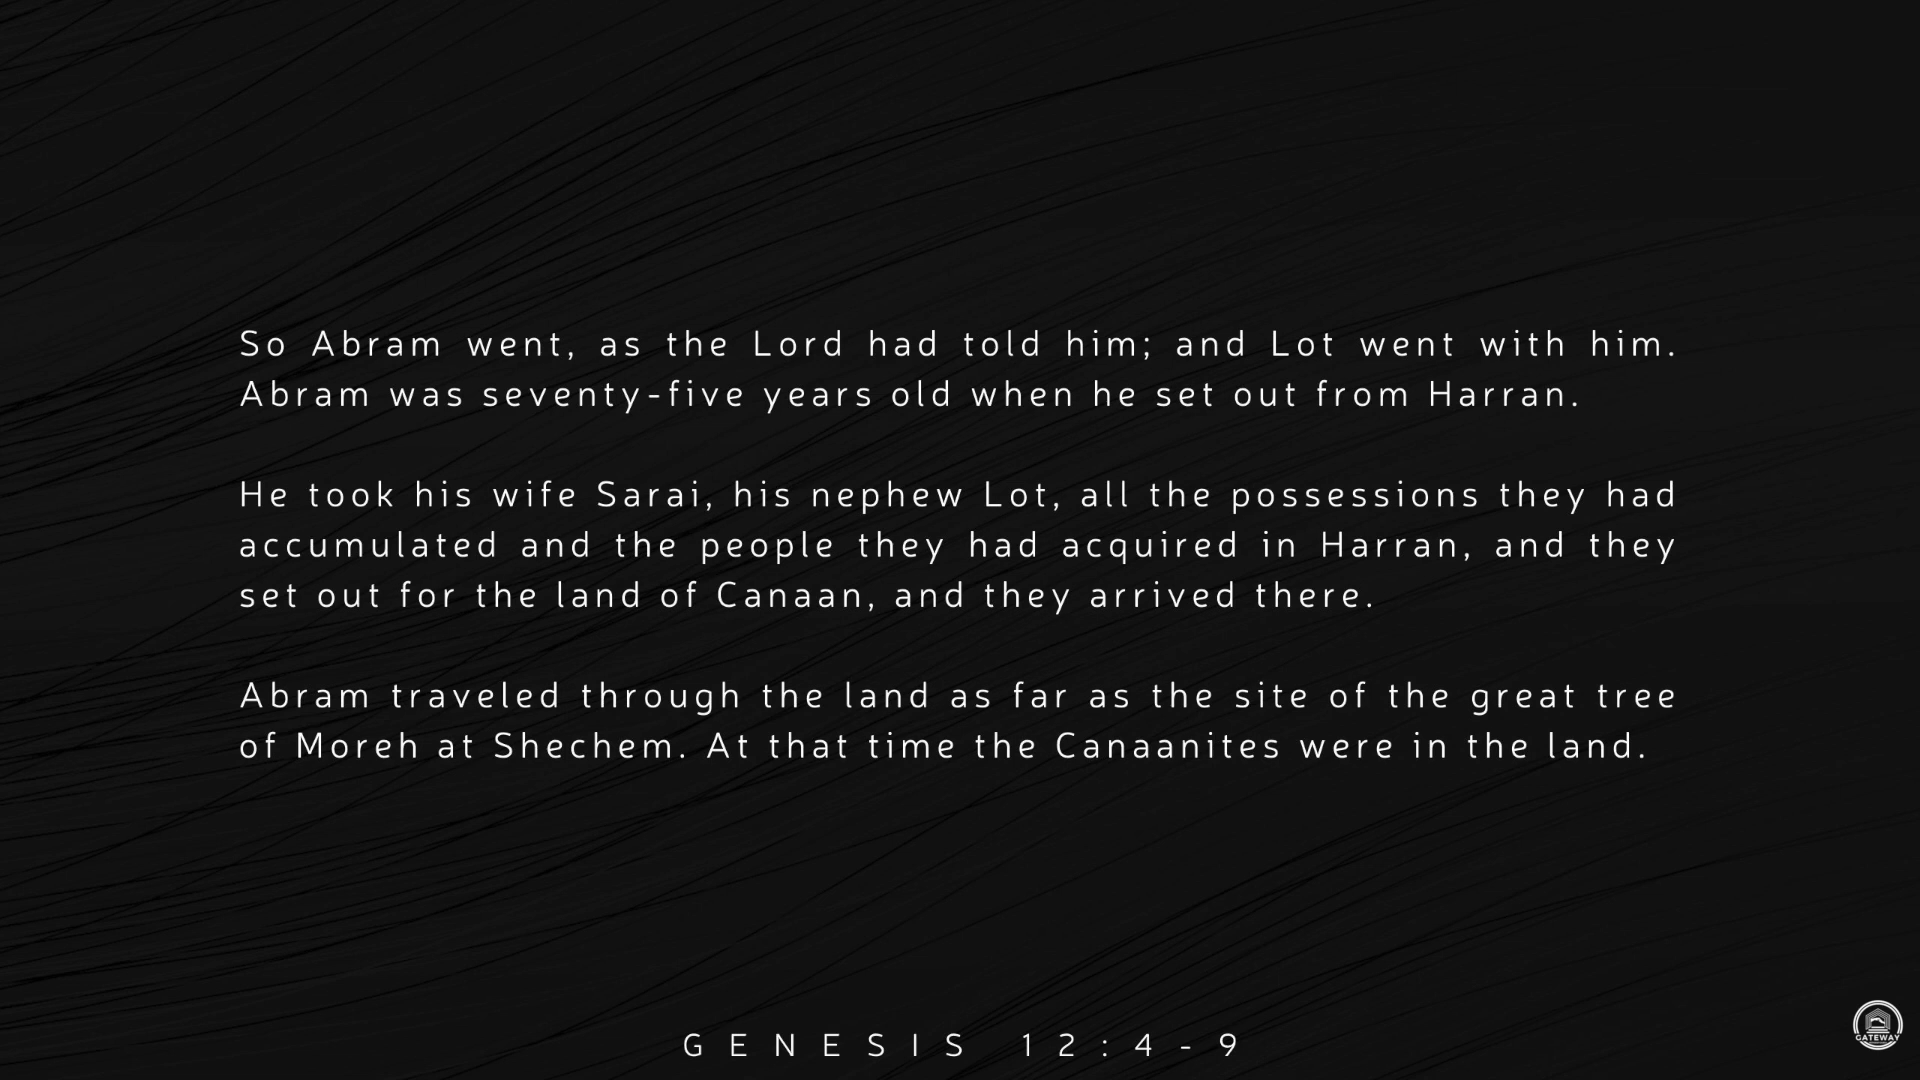 So Abram went, as the Lord had told him; and Lot went with him.
Abram was seventy-five years old when he set out from Harran.
He took his wife Sarai, his nephew Lot, all the possessions they had
accumulated and the people they had acquired in Harran, and they
set out for the land of Canaan, and they arrived there.
Abram traveled through the land as far as the site of the great tree
of Moreh at Shechem. At that time the Canaanites were in the land.
GENESIS 12:4-9
GATEWAY